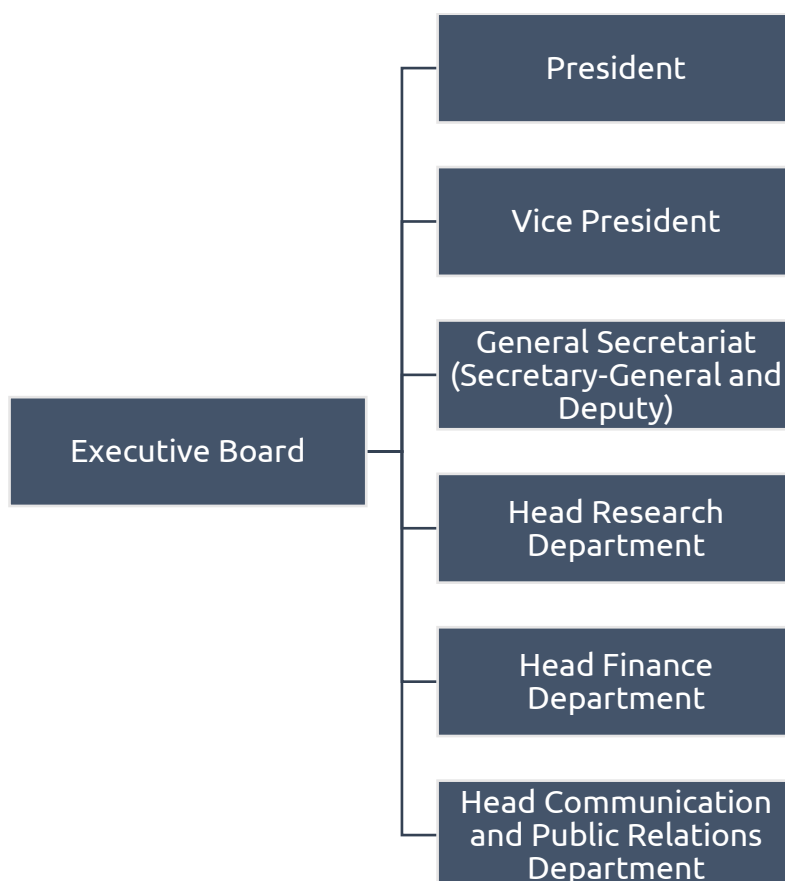 President
Vice President
General Secretariat
(Secretary-General and
Deputy)
Executive Board
Head Research
Department
Head Finance
Department
Head Communication
and Public Relations
Department